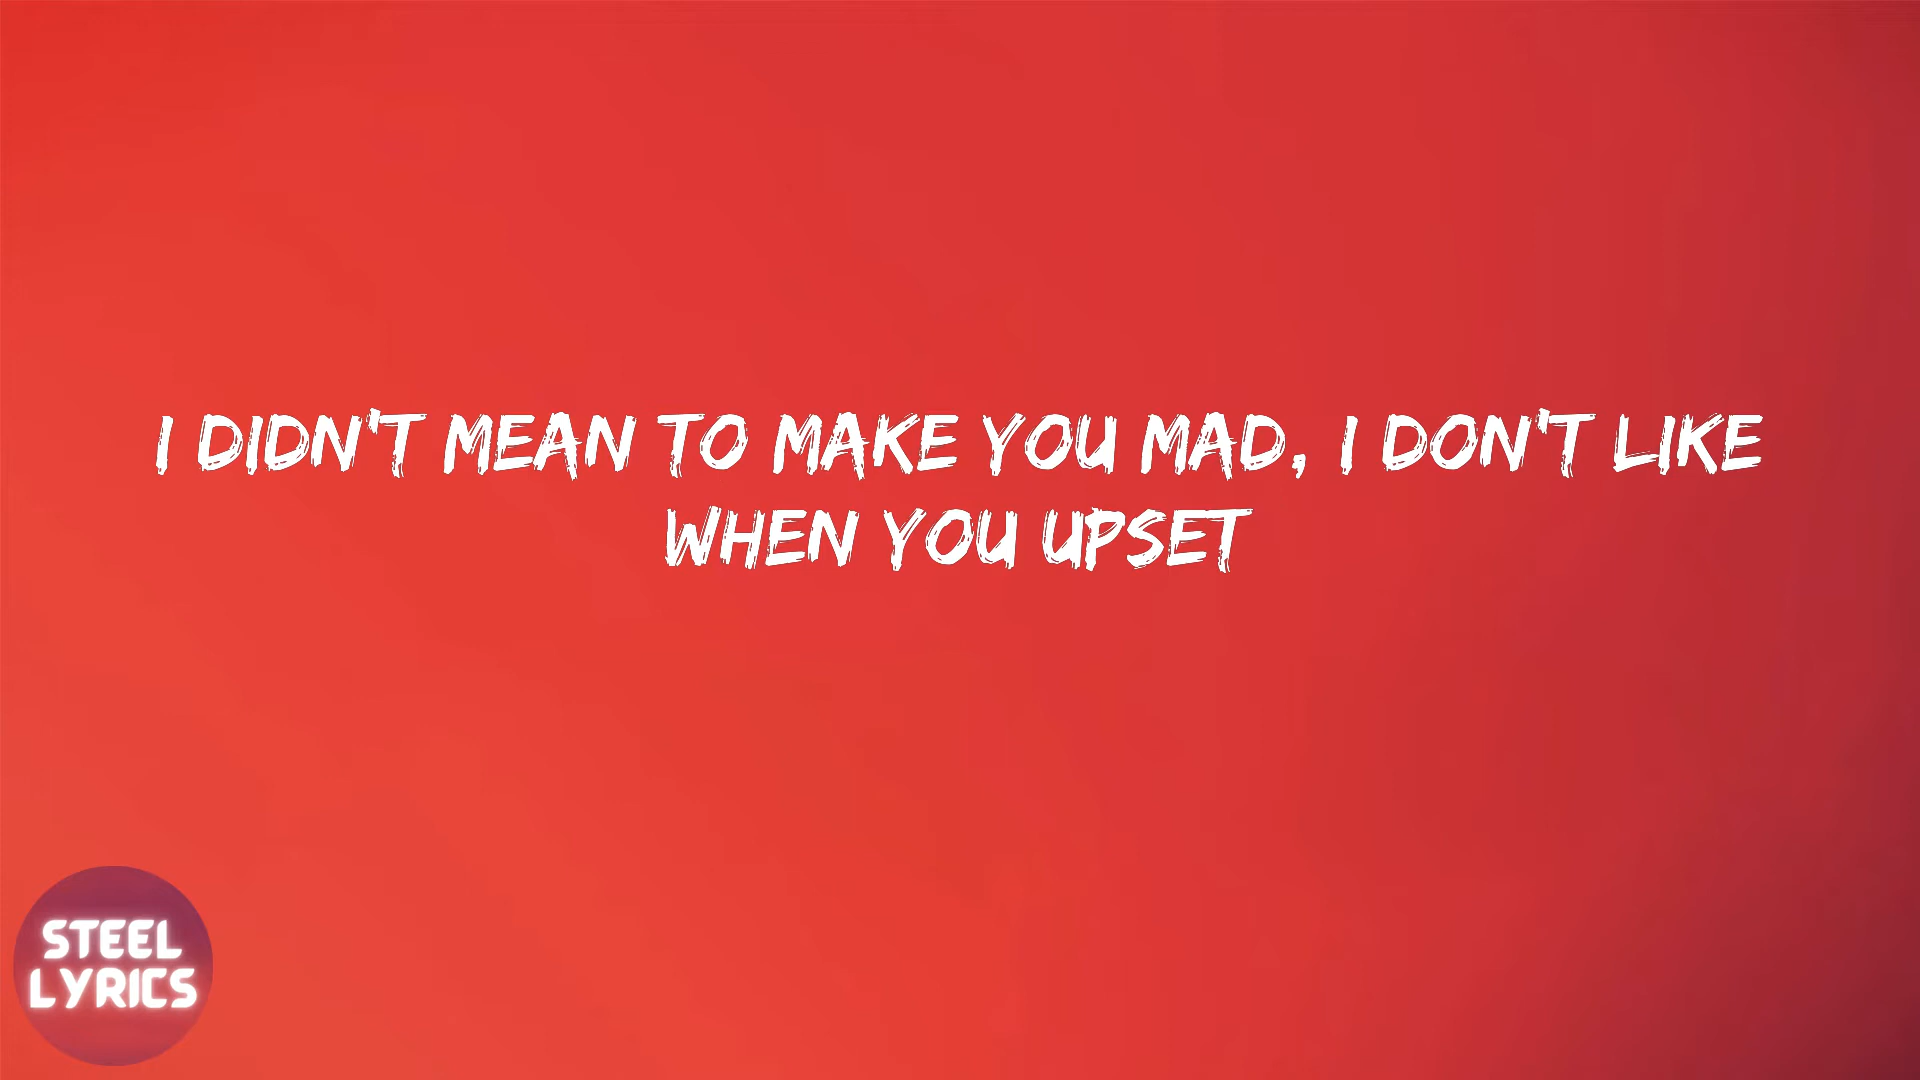 I DIDN'T MEAN TO MAKE YOU MAD, I DON'T LIKE
WHEN YOU UPSET
STEEL
LYRICS